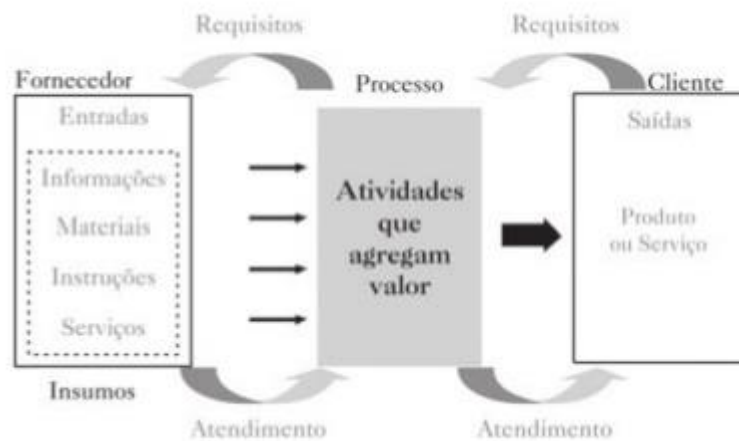 Requisitos
Requisitos
Fornecedor
Processo
Cliente
Entradas
Informações
Materiais
Instruções
Serviços
Insumos
Atividades
que
agregam
valor
Saídas
Produto
ou Serviço
Atendimento
Atendimento